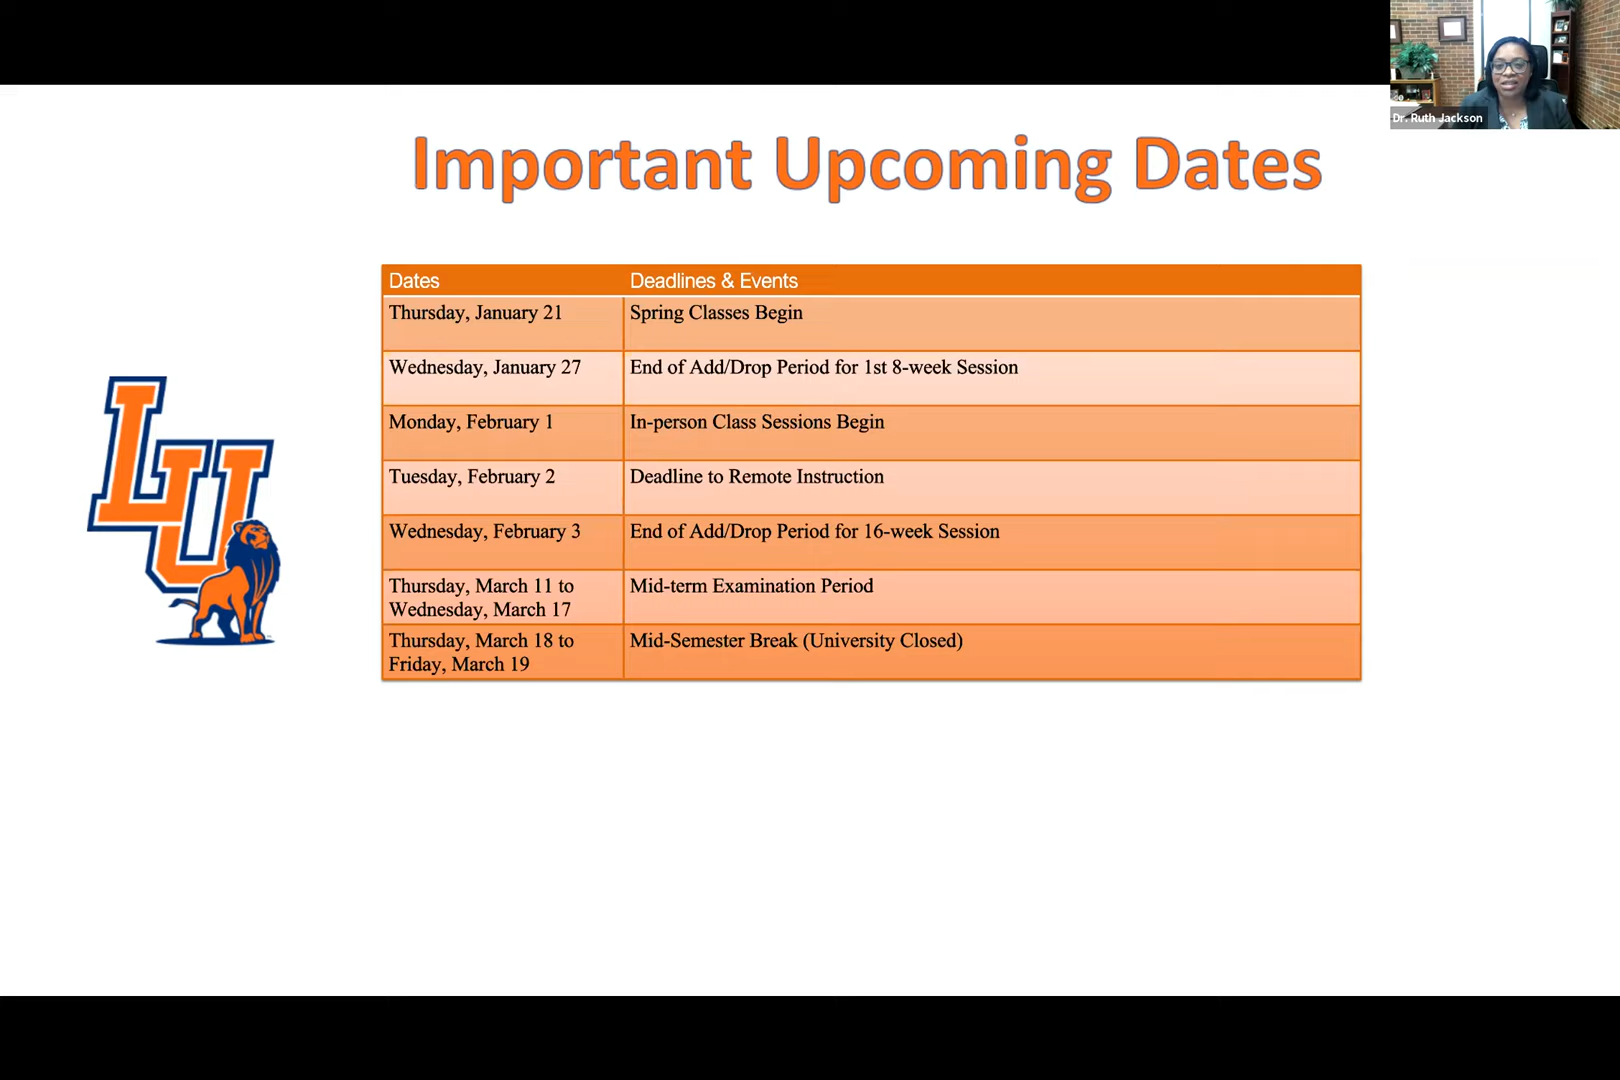 Dr. Ruth Jackson
Important Upcoming Dates
Dates Deadlines & Events
Thursday, January 21 Spring Classes Begin
Wednesday, January 27 End of Add/Drop Period for 1st 8-week Session
Monday, February 1 In-person Class Sessions Begin
Tuesday, February 2 Deadline to Remote Instruction
Wednesday, February 3 End of Add/Drop Period for 16-week Session
Thursday, March 11 to Mid-term Examination Period
Wednesday, March 17
Thursday, March 18 to Mid-Semester Break (University Closed)
Friday, March 19
LU